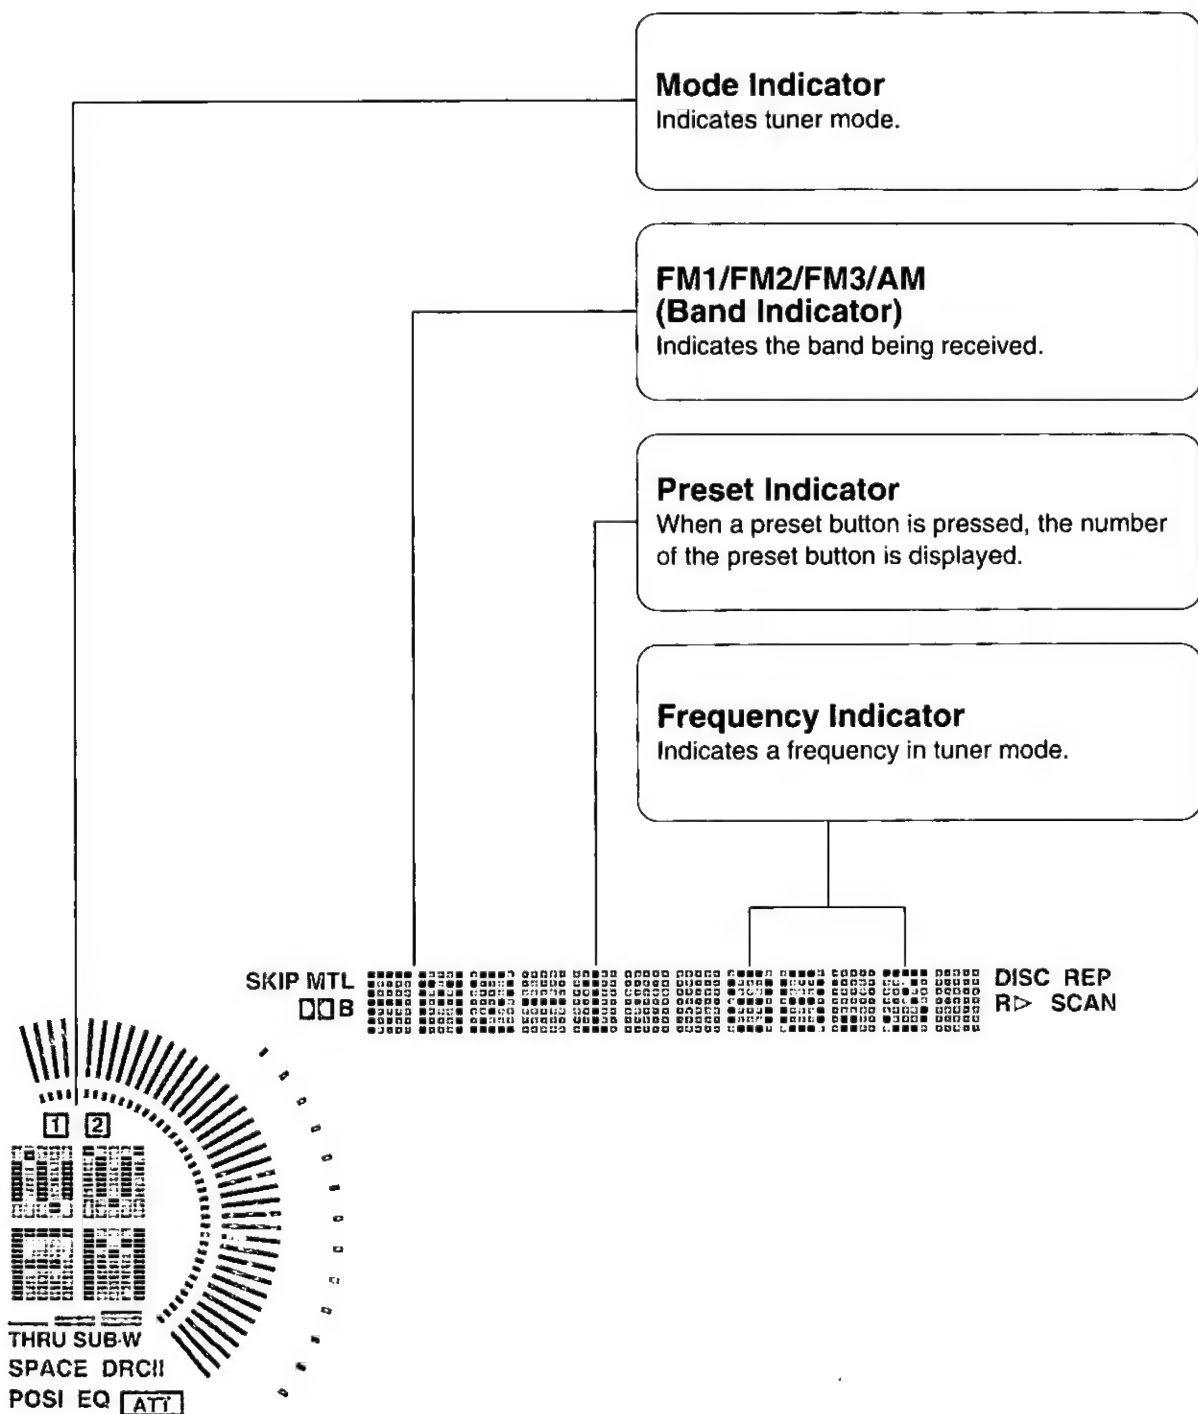 Mode Indicator
Indicates tuner mode.
FM1/FM2/FM3/AM
(Band Indicator)
Indicates the band being received.
Preset Indicator
When a preset button is pressed, the number
of the preset button is displayed.
Frequency Indicator
Indicates a frequency in tuner mode.
SKIP MTL
B
DISC REP
R▷ SCAN
1 2
THRU SUB-W
SPACE DRCII
POSI EQ ATT